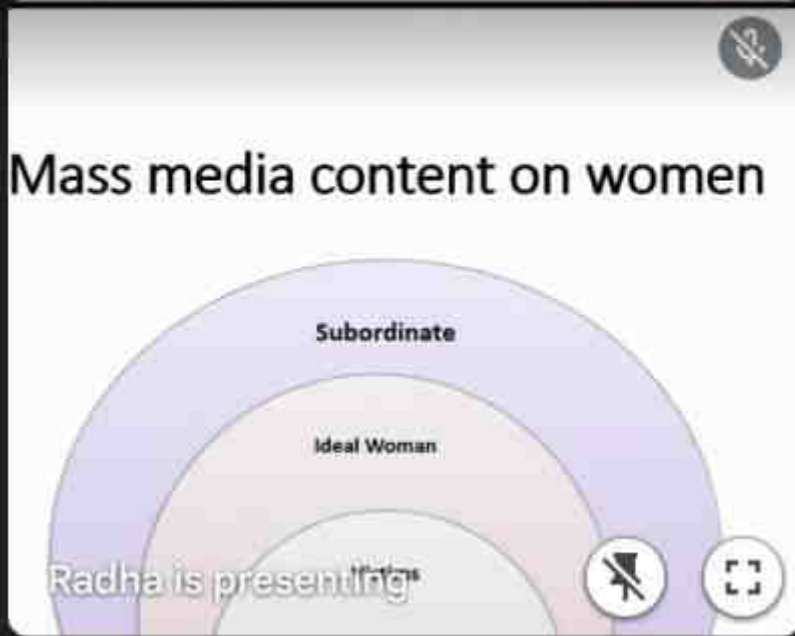 Mass media content on women
Subordinate
Ideal Woman
Radha is presenting